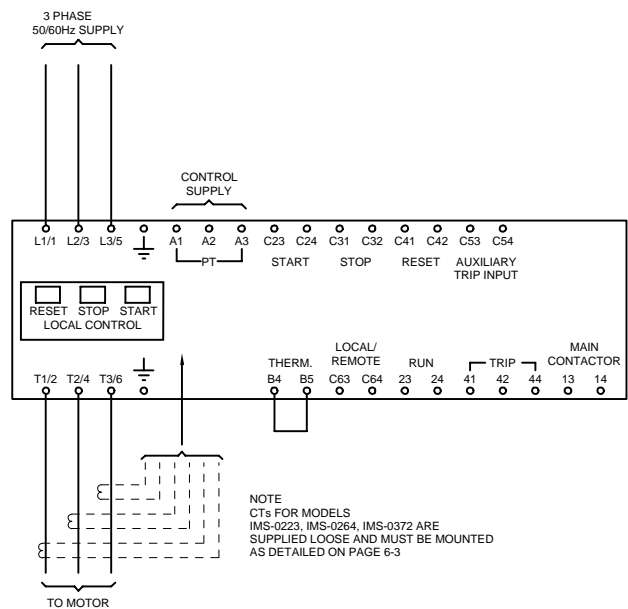 3 PHASE
50/60Hz SUPPLY
CONTROL
SUPPLY
L1/1 L2/3 L3/5 A1 A2 A3 C23 C24 C31 C32 C41 C42 C53 C54
PT START STOP RESET AUXILIARY
TRIP INPUT
RESET STOP START
LOCAL CONTROL
THERM. LOCAL/
REMOTE RUN TRIP MAIN
CONTACTOR
T1/2 T2/4 T3/6 B4 B5 C63 C64 23 24 41 42 44 13 14
NOTE
CTs FOR MODELS
IMS-0223, IMS-0264, IMS-0372 ARE
SUPPLIED LOOSE AND MUST BE MOUNTED
AS DETAILED ON PAGE 6-3
TO MOTOR